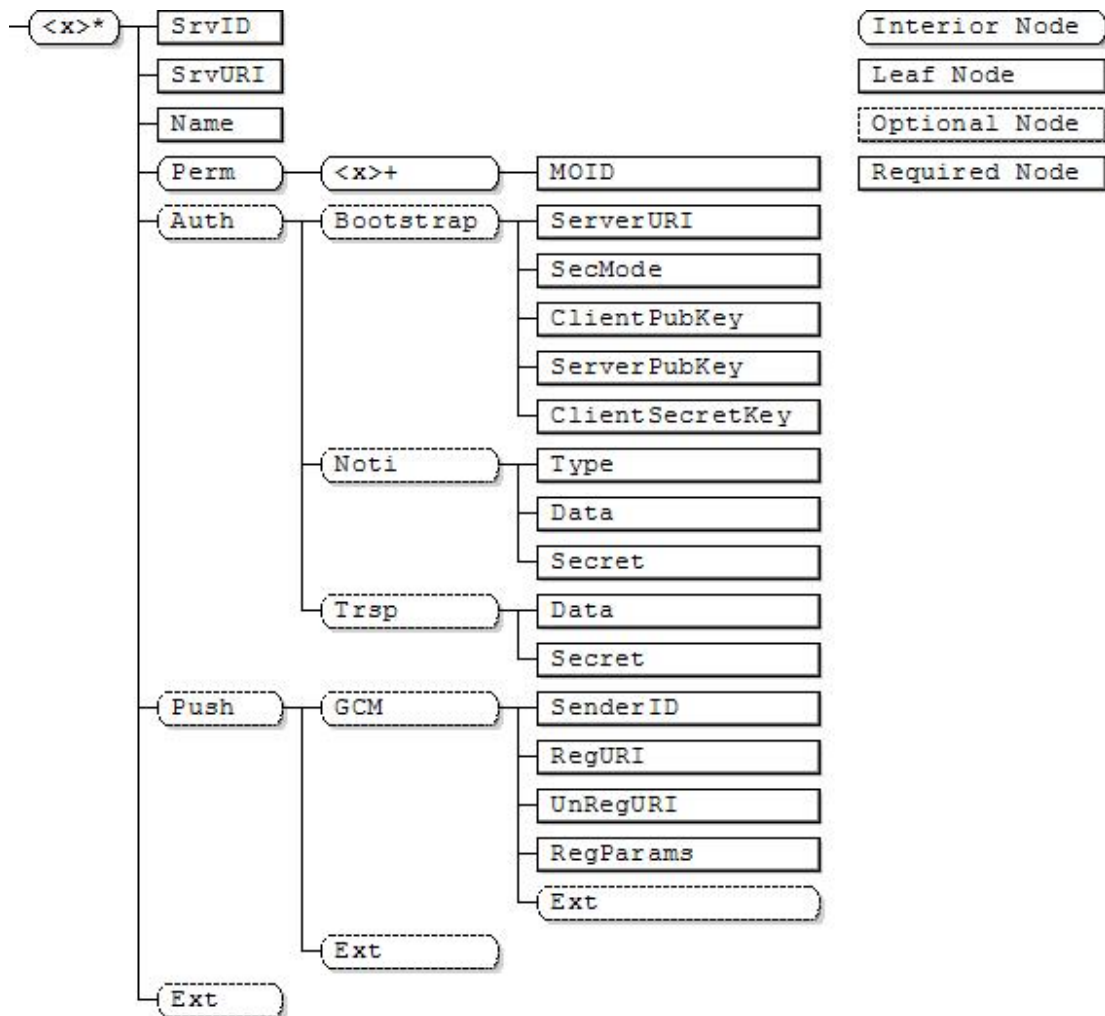 <x>* SrvID Interior Node
SrvURI Leaf Node
Name Optional Node
Perm <x>+ MOID Required Node
Auth Bootstrap ServerURI
SecMode
ClientPubKey
ServerPubKey
ClientSecretKey
Noti Type
Data
Secret
Trsp Data
Secret
Push GCM SenderID
RegURI
UnRegURI
RegParams
Ext
Ext
Ext